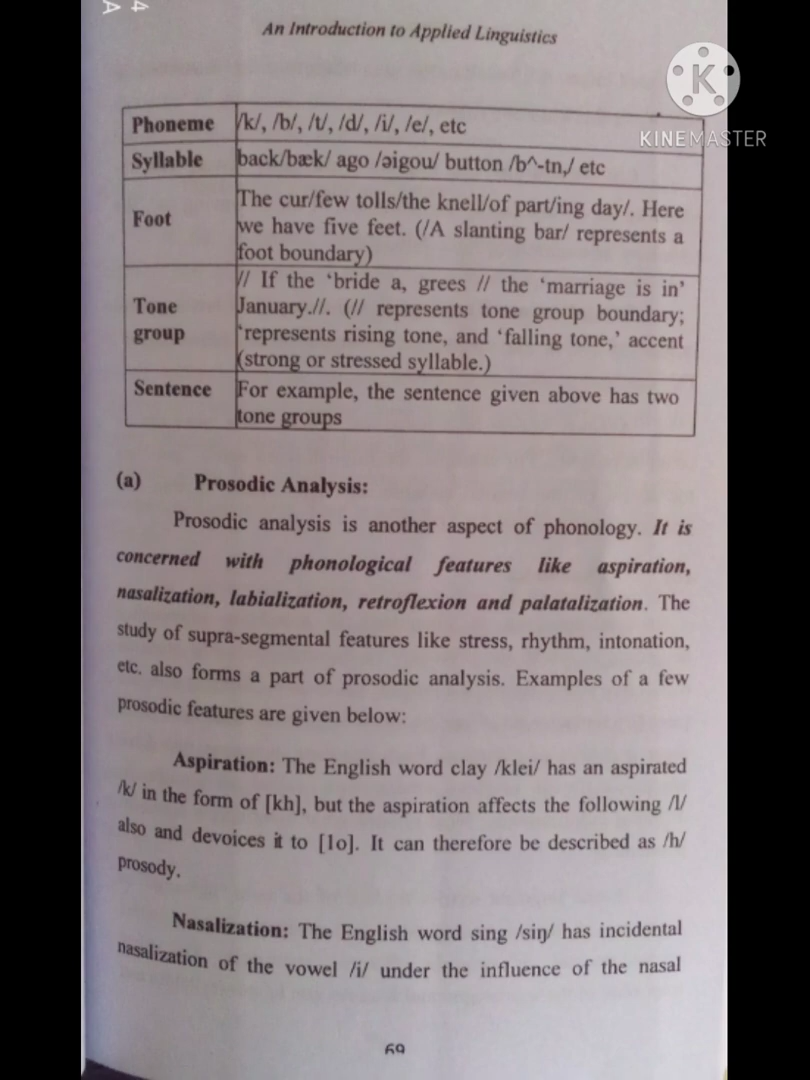 4
A
An Introduction to Applied Linguistics
K
KINEMASTER
Phoneme /k/, /b/, /t/, /d/, /i/, /e/, etc
Syllable back/bæk/ ago /əigou/ button /b^-tn,/ etc
Foot
The cur/few tolls/the knell/of part/ing day/. Here
we have five feet. (/A slanting bar/ represents a
foot boundary)
Tone
group
// If the ‘bride a, grees // the ‘marriage is in’
January.//. (// represents tone group boundary;
‘represents rising tone, and ‘falling tone,’ accent
(strong or stressed syllable.)
Sentence For example, the sentence given above has two
tone groups
(a) Prosodic Analysis:
Prosodic analysis is another aspect of phonology. It is
concerned with phonological features like aspiration,
nasalization, labialization, retroflexion and palatalization. The
study of supra-segmental features like stress, rhythm, intonation,
etc. also forms a part of prosodic analysis. Examples of a few
prosodic features are given below:
Aspiration: The English word clay /klei/ has an aspirated
/k/ in the form of [kh], but the aspiration affects the following /l/
also and devoices it to [1o]. It can therefore be described as /h/
prosody.
Nasalization: The English word sing /siŋ/ has incidental
nasalization of the vowel /i/ under the influence of the nasal
69